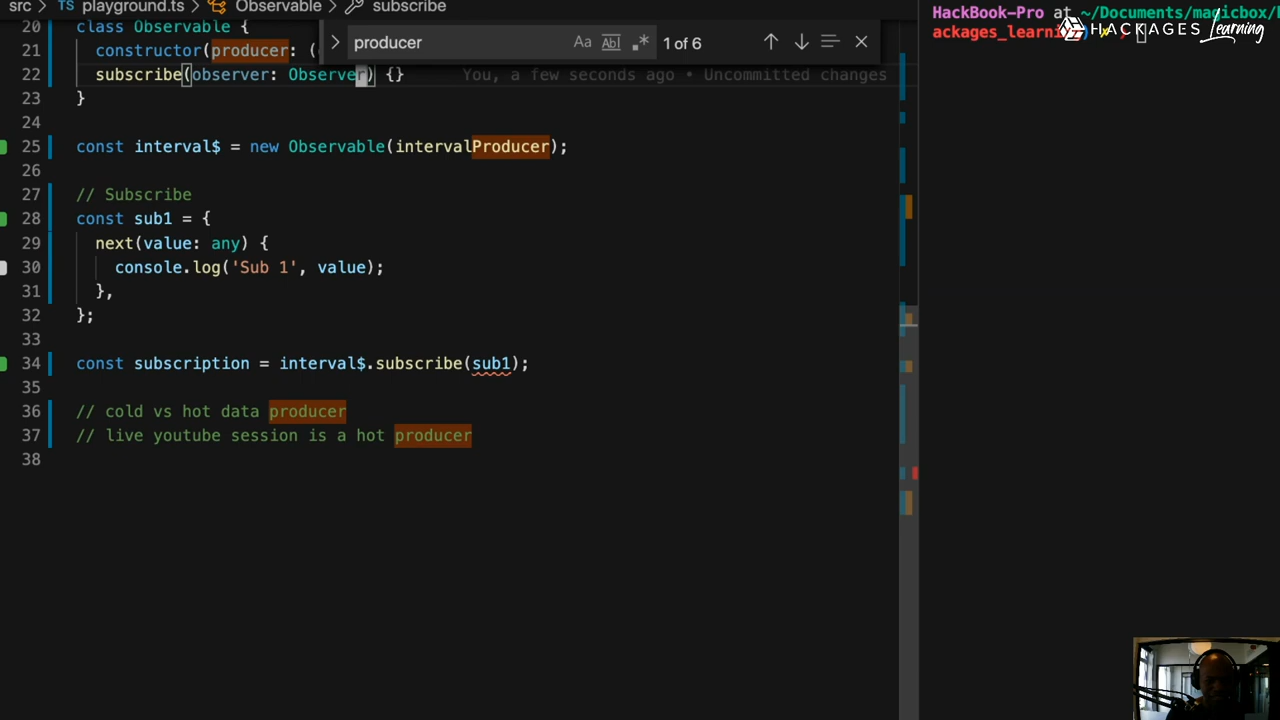 src > TS playground.ts > Observable > subscribe
20 class Observable {
21 constructor(producer: (
22 subscribe(observer: Observer) {} You, a few seconds ago • Uncommitted changes
23 }
24
25 const interval$ = new Observable(intervalProducer);
26
27 // Subscribe
28 const sub1 = {
29 next(value: any) {
30 console.log('Sub 1', value);
31 },
32 };
33
34 const subscription = interval$.subscribe(sub1);
35
36 // cold vs hot data producer
37 // live youtube session is a hot producer
38
producer Aa Abl .* 1 of 6
HackBook-Pro at ~/Documents/magicbox/
ackages_learni
HACKAGES Learning